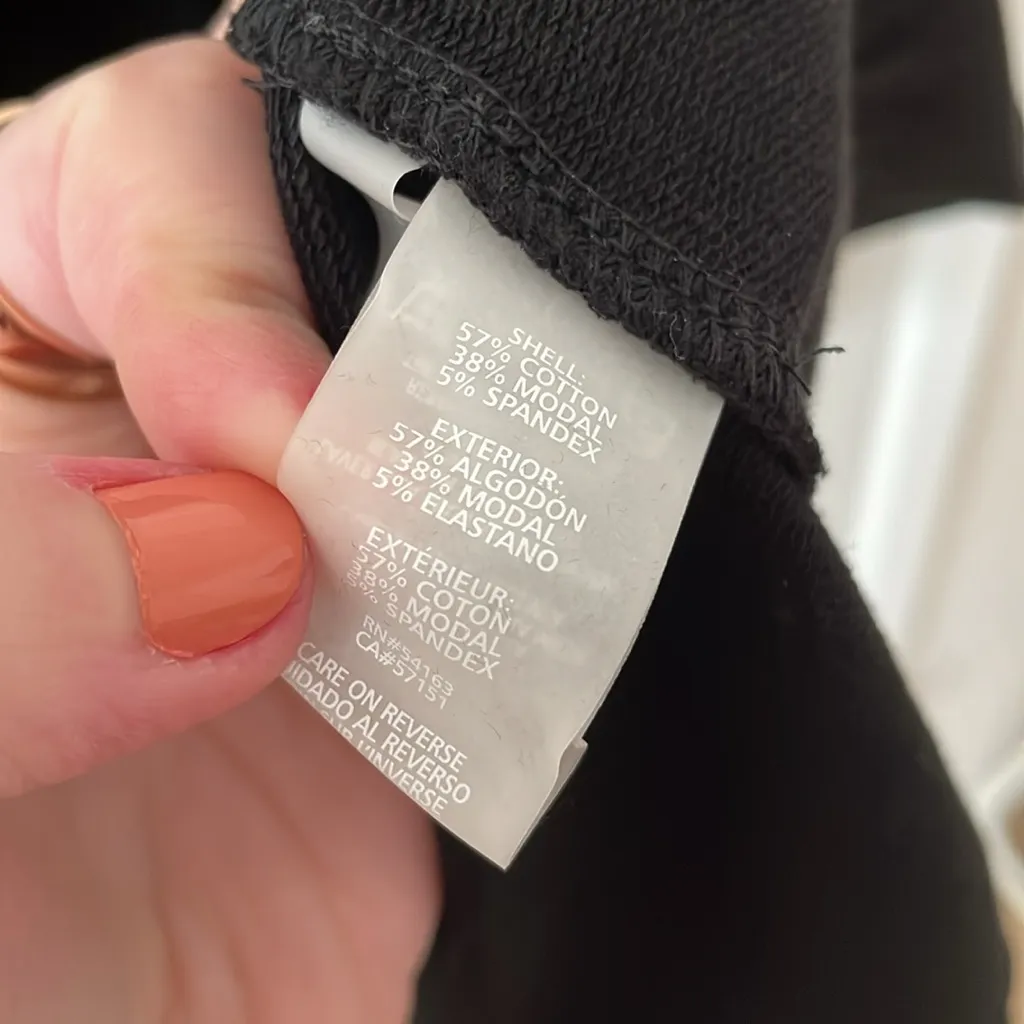 SHELL:
57% COTTON
38% MODAL
5% SPANDEX
EXTERIOR:
57% ALGODÓN
38% MODAL
5% ELASTANO
EXTÉRIEUR:
57% COTON
38% MODAL
5% SPANDEX
RN#54163
CA#57151
CARE ON REVERSE
AL REVERSO
L'INVERSE